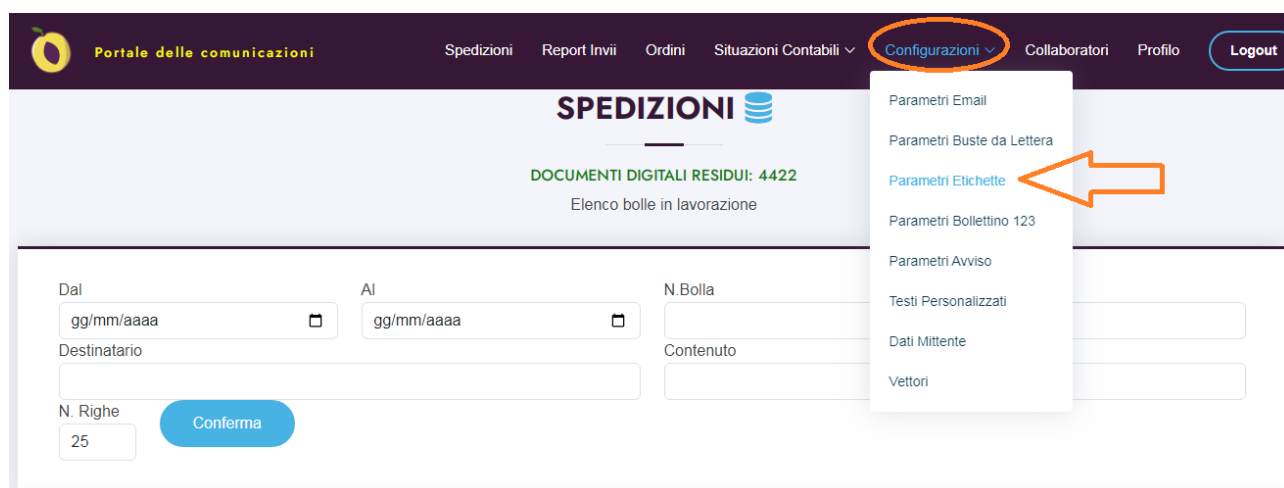 Portale delle comunicazioni Spedizioni Report Invii Ordini Situazioni Contabili Configurazioni Collaboratori Profilo Logout
SPEDIZIONI
DOCUMENTI DIGITALI RESIDUI: 4422
Elenco bolle in lavorazione
Parametri Email
Parametri Buste da Lettera
Parametri Etichette
Parametri Bollettino 123
Parametri Avviso
Testi Personalizzati
Dati Mittente
Vettori
Dal Al N.Bolla
gg/mm/aaaa gg/mm/aaaa
Destinatario Contenuto
N. Righe
25 Conferma